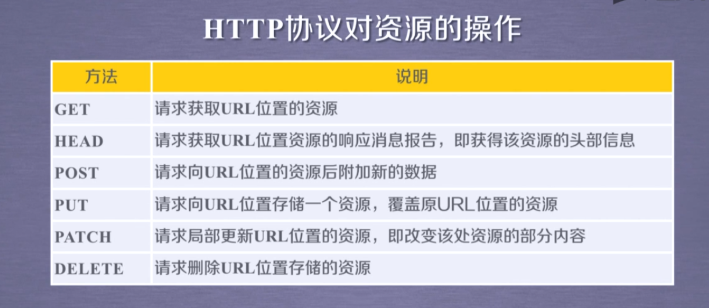 HTTP协议对资源的操作
方法 说明
GET 请求获取URL位置的资源
HEAD 请求获取URL位置资源的响应消息报告，即获得该资源的头部信息
POST 请求向URL位置的资源后附加新的数据
PUT 请求向URL位置存储一个资源，覆盖原URL位置的资源
PATCH 请求局部更新URL位置的资源，即改变该处资源的部分内容
DELETE 请求删除URL位置存储的资源